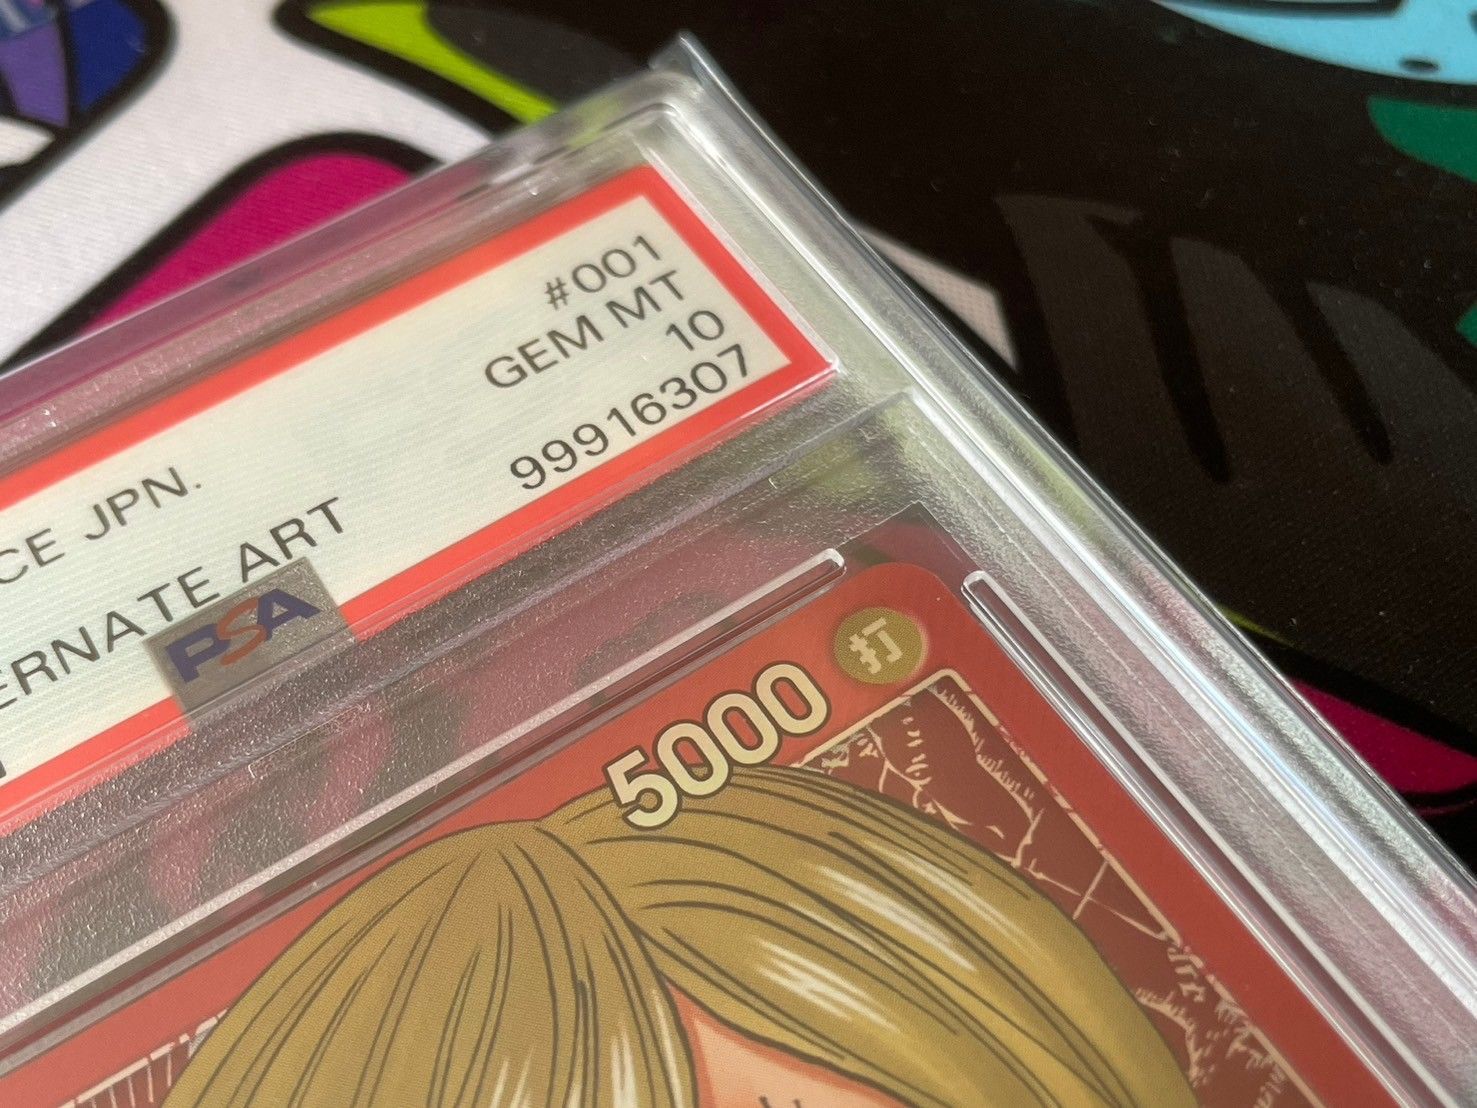 #001
CE JPN.
GEM MT
ERNATE ART
10
99916307
PSA
5000
打